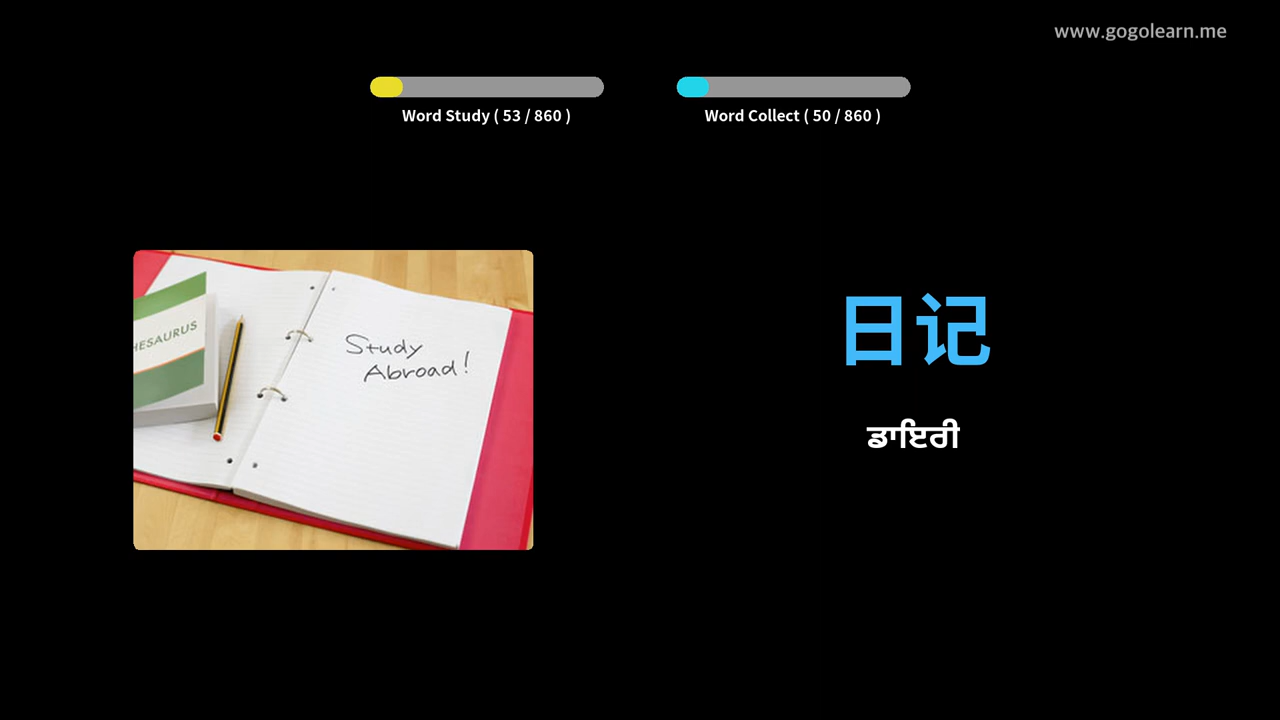 www.gogolearn.me
Word Study ( 53 / 860 )
Word Collect ( 50 / 860 )
HESAURUS
Study
Abroad!
日记
ਡਾਇਰੀ